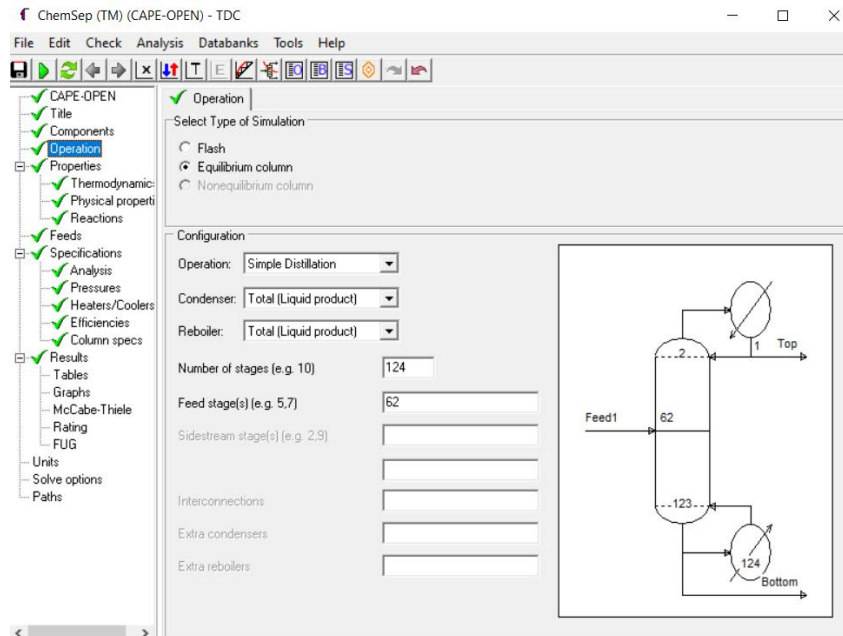 ChemSep (TM) (CAPE-OPEN) - TDC
File Edit Check Analysis Databanks Tools Help
T E O B S
CAPE-OPEN
Title
Components
Operation
Properties
Thermodynamic
Physical properti
Reactions
Feeds
Specifications
Analysis
Pressures
Heaters/Coolers
Efficiencies
Column specs
Results
Tables
Graphs
McCabe-Thiele
Rating
FUG
Units
Solve options
Paths
Operation
Select Type of Simulation
Flash
Equilibrium column
Nonequilibrium column
Configuration
Operation: Simple Distillation
Condenser: Total (Liquid product)
Reboiler: Total (Liquid product)
Number of stages (e.g. 10) 124
Feed stage(s) (e.g. 5,7) 62
Sidestream stage(s) (e.g. 2,9)
Interconnections
Extra condensers
Extra reboilers
1 Top
2
Feed1 62
123
124
Bottom